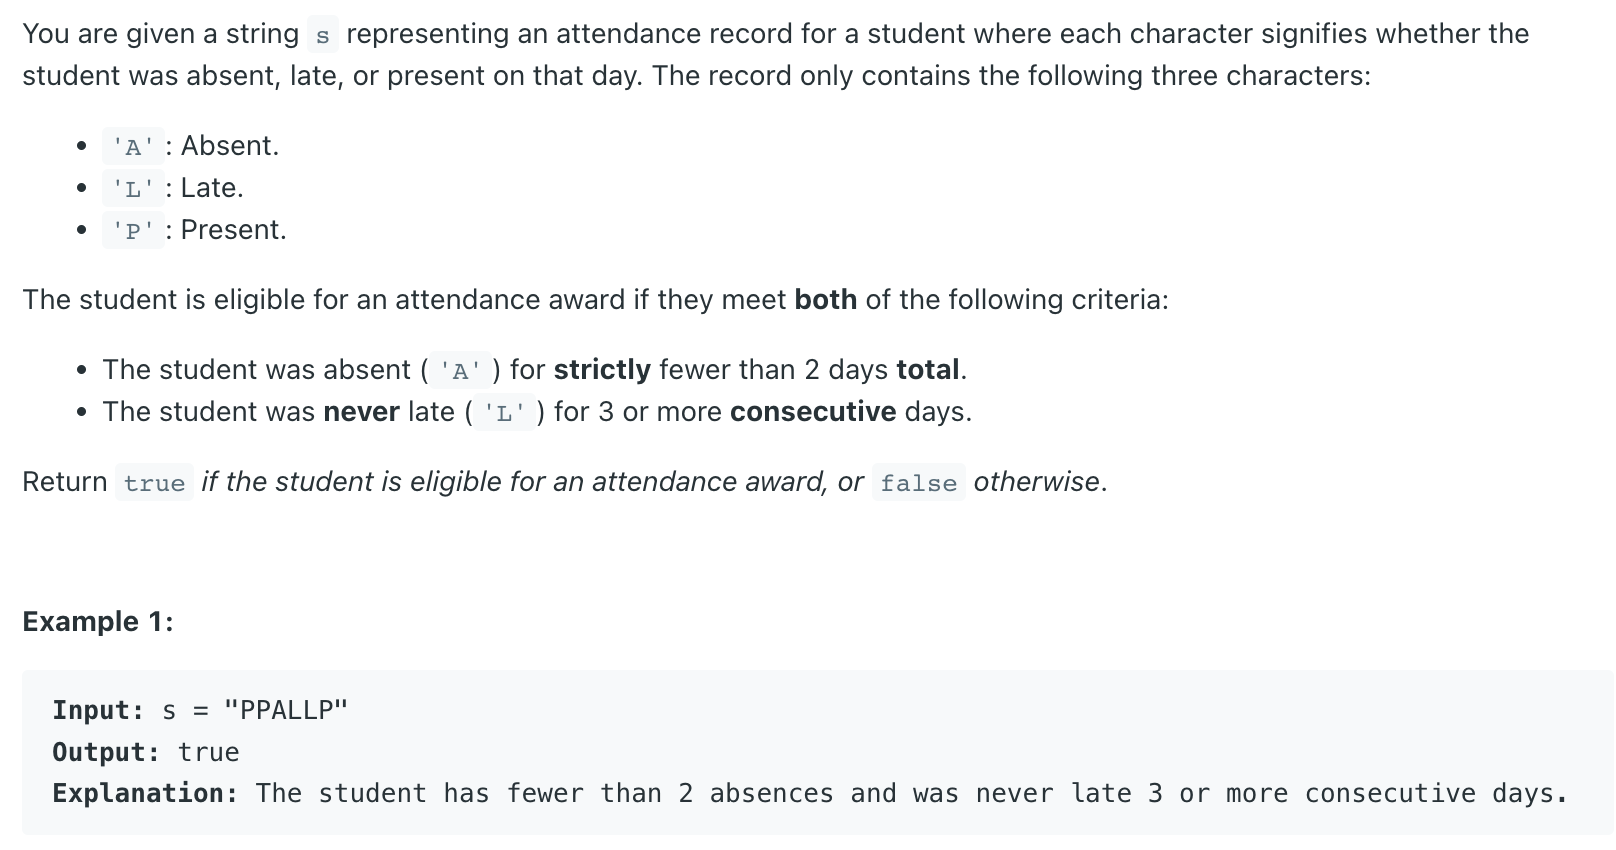 You are given a string s representing an attendance record for a student where each character signifies whether the
student was absent, late, or present on that day. The record only contains the following three characters:
• 'A': Absent.
• 'L': Late.
• 'P': Present.
The student is eligible for an attendance award if they meet both of the following criteria:
• The student was absent ('A') for strictly fewer than 2 days total.
• The student was never late ('L') for 3 or more consecutive days.
Return true if the student is eligible for an attendance award, or false otherwise.
Example 1:
Input: s = "PPALLP"
Output: true
Explanation: The student has fewer than 2 absences and was never late 3 or more consecutive days.